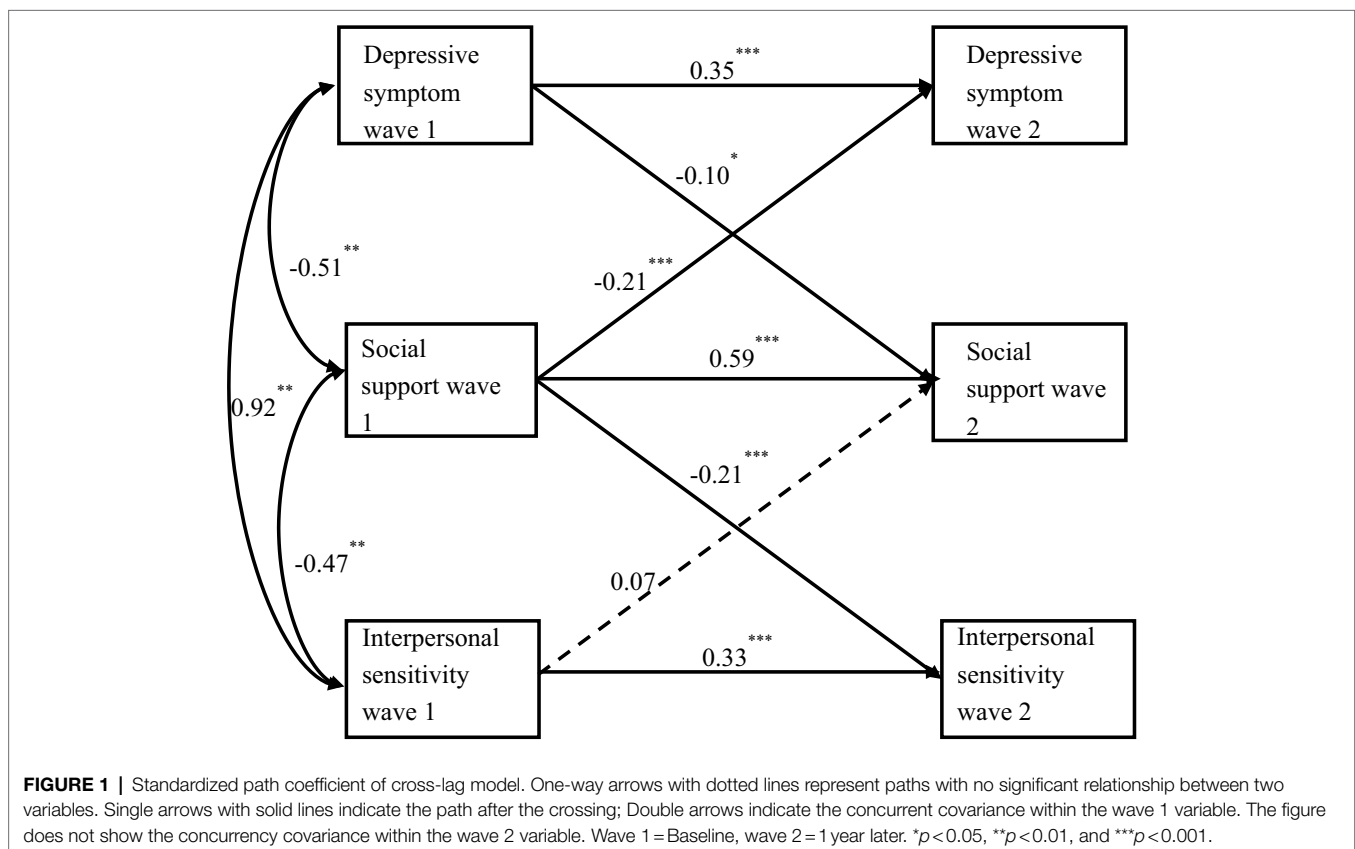 Depressive
symptom
wave 1
0.35***
Depressive
symptom
wave 2
-0.10*
-0.51**
-0.21***
Social
support wave
1
0.59***
Social
support wave
2
0.92**
-0.21***
-0.47**
0.07
Interpersonal
sensitivity
wave 1
0.33***
Interpersonal
sensitivity
wave 2
FIGURE 1 | Standardized path coefficient of cross-lag model. One-way arrows with dotted lines represent paths with no significant relationship between two
variables. Single arrows with solid lines indicate the path after the crossing; Double arrows indicate the concurrent covariance within the wave 1 variable. The figure
does not show the concurrency covariance within the wave 2 variable. Wave 1 = Baseline, wave 2 = 1 year later. *p < 0.05, **p < 0.01, and ***p < 0.001.